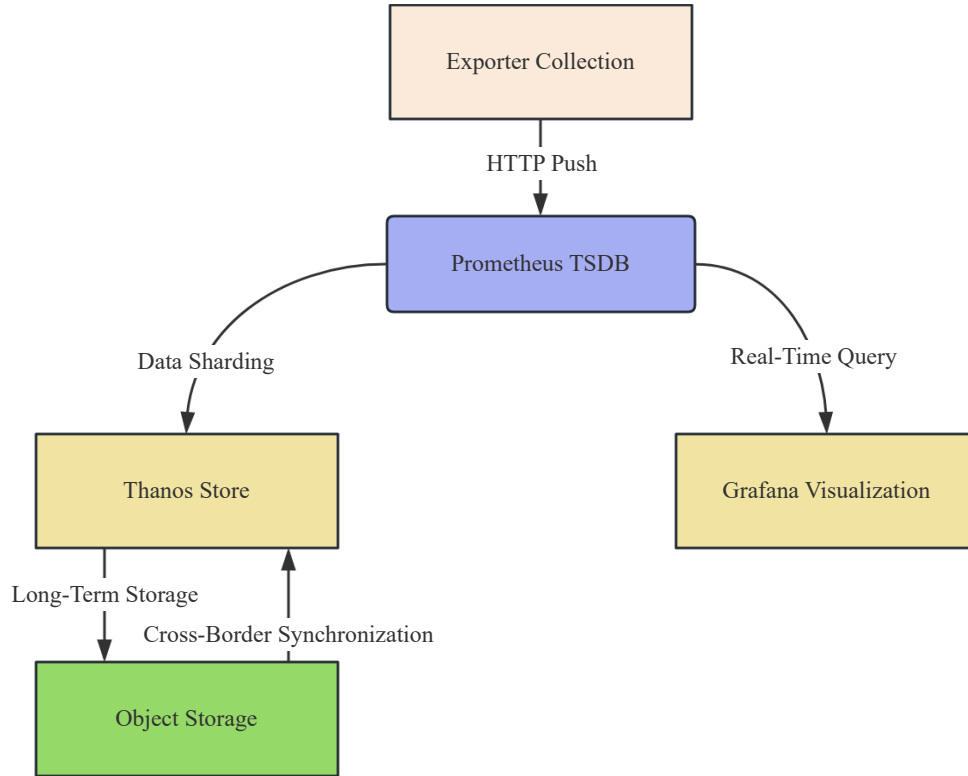 Exporter Collection
HTTP Push
Prometheus TSDB
Data Sharding
Real-Time Query
Thanos Store
Grafana Visualization
Long-Term Storage
Cross-Border Synchronization
Object Storage